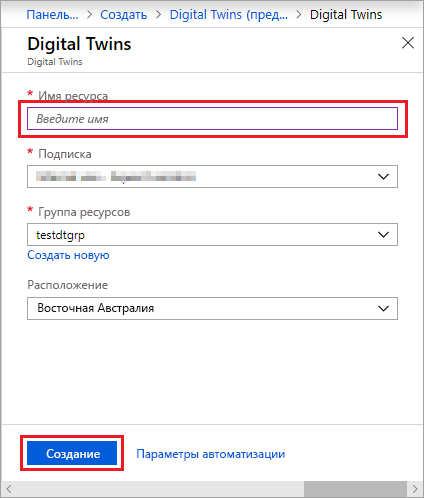 Панель... > Создать > Digital Twins (пред... > Digital Twins
Digital Twins
Digital Twins
* Имя ресурса
Введите имя
* Подписка
* Группа ресурсов
testdtgrp
Создать новую
Расположение
Восточная Австралия
Создание Параметры автоматизации